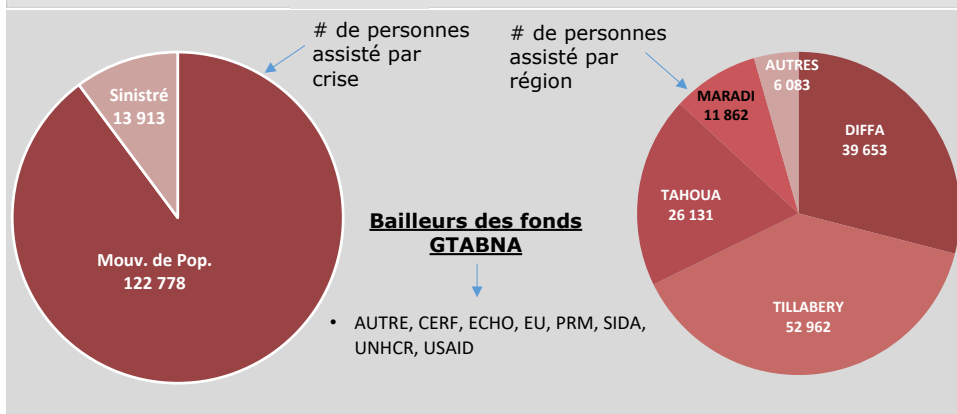 # de personnes
assisté par
crise
Sinistré
13 913
Mouv. de Pop.
122 778
Bailleurs des fonds
GTABNA
• AUTRE, CERF, ECHO, EU, PRM, SIDA,
UNHCR, USAID
# de personnes
assisté par
région
AUTRES
6 083
MARADI
11 862
DIFFA
39 653
TAHOUA
26 131
TILLABERY
52 962